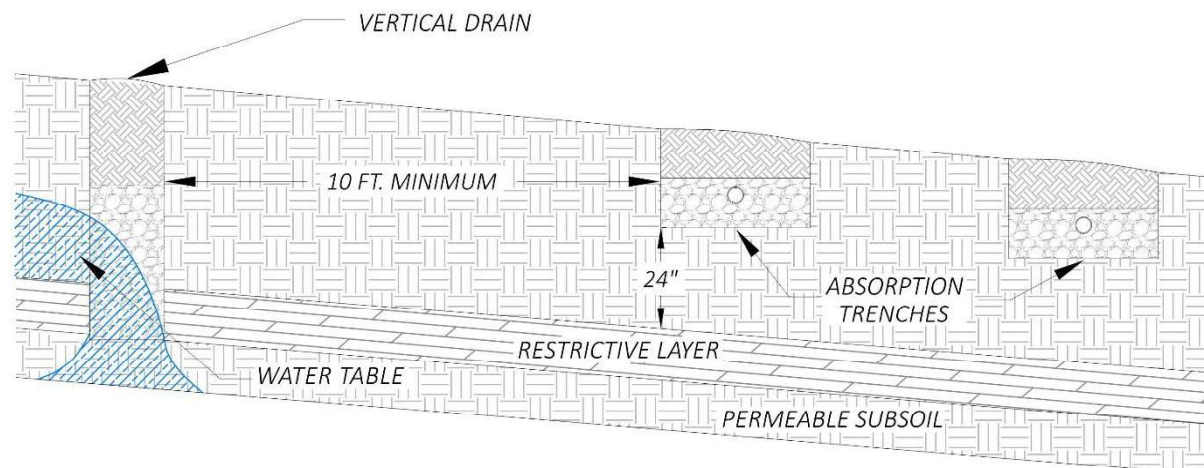 VERTICAL DRAIN
10 FT. MINIMUM
24"
ABSORPTION
TRENCHES
RESTRICTIVE LAYER
WATER TABLE
PERMEABLE SUBSOIL